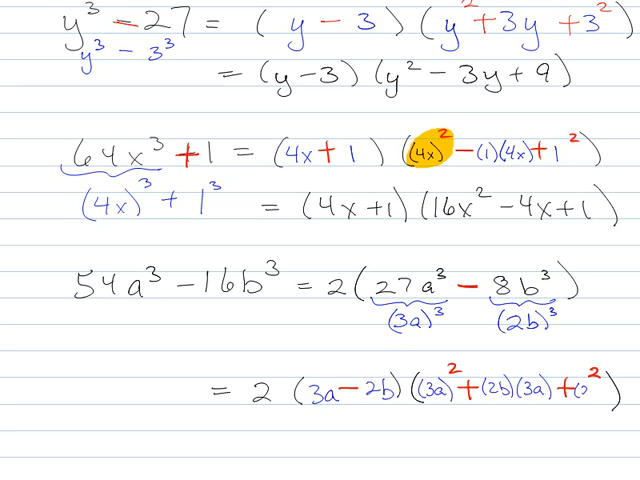 y³ − 27 = (y − 3)(y² + 3y + 3²)
y³ − 3³
= (y−3)(y² − 3y + 9)
64x³ + 1 = (4x + 1)((4x)² − (1)(4x) + 1²)
(4x)³ + 1³
= (4x+1)(16x² − 4x + 1)
54a³ − 16b³ = 2(27a³ − 8b³)
(3a)³ (2b)³
= 2(3a − 2b)((3a)² + (2b)(3a) + (2²)